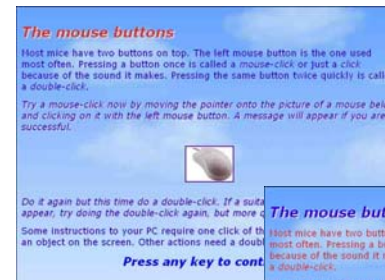 The mouse buttons
Most mice have two buttons on top. The left mouse button is the one used
most often. Pressing a button once is called a mouse-click or just a click
because of the sound it makes. Pressing the same button twice quickly is call
a double-click.
Try a mouse-click now by moving the pointer onto the picture of a mouse bel
and clicking on it with the left mouse button. A message will appear if you are
successful.
Do it again but this time do a double-click. If a suita
appear, try doing the double-click again, but more q
Some instructions to your PC require one click of th
an object on the screen. Other actions need a doubl
Press any key to cont
The mouse but
Most mice have two butt
most often. Pressing a b
because of the sound it
a double-click.